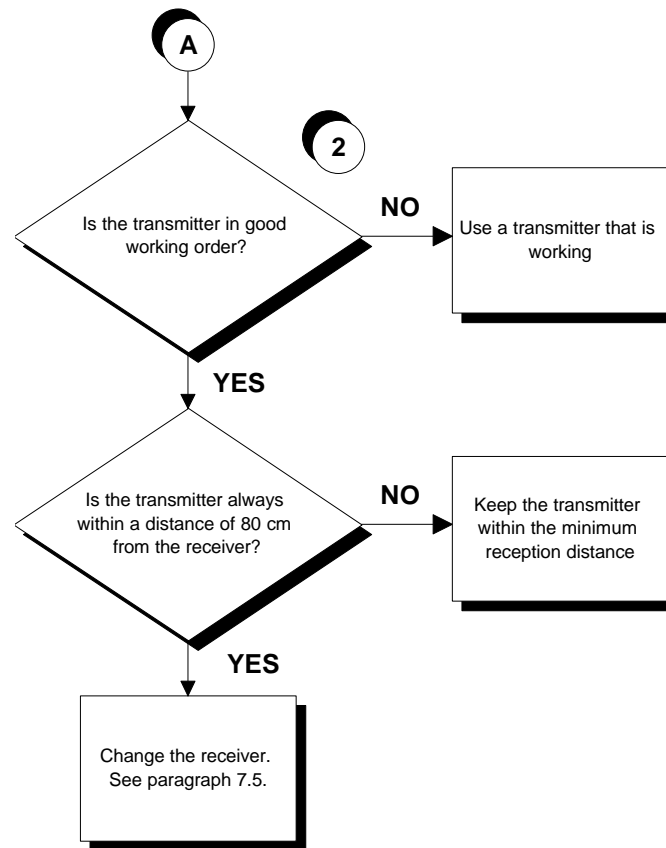 A
2
Is the transmitter in good
working order?
NO
Use a transmitter that is
working
YES
Is the transmitter always
within a distance of 80 cm
from the receiver?
NO
Keep the transmitter
within the minimum
reception distance
YES
Change the receiver.
See paragraph 7.5.